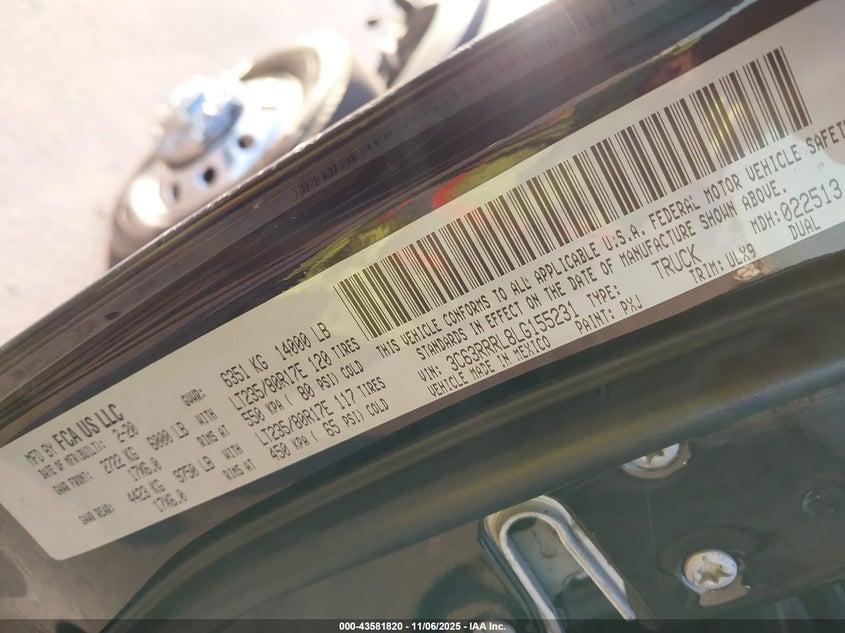 MFD BY FCA US LLC
DATE OF MFR(BUILT): 2-20 GVWR: 6351 KG 14000 LB
GAWR FRONT: 2722 KG 6000 LB WITH LT235/80R17E 120 TIRES
17X6.0 RIMS AT 550 KPA ( 80 PSI) COLD
GAWR REAR: 4423 KG 9750 LB WITH LT235/80R17E 117 TIRES
17X6.0 RIMS AT 450 KPA ( 65 PSI) COLD
THIS VEHICLE CONFORMS TO ALL APPLICABLE U.S.A. FEDERAL MOTOR VEHICLE SAFETY
STANDARDS IN EFFECT ON THE DATE OF MANUFACTURE SHOWN ABOVE.
VIN: 3C63RRRL8LG155231 TYPE: TRUCK MDH: 022513
VEHICLE MADE IN MEXICO PAINT: PXJ TRIM: ULX9 DUAL
000-43581820 - 11/06/2025 - IAA Inc.